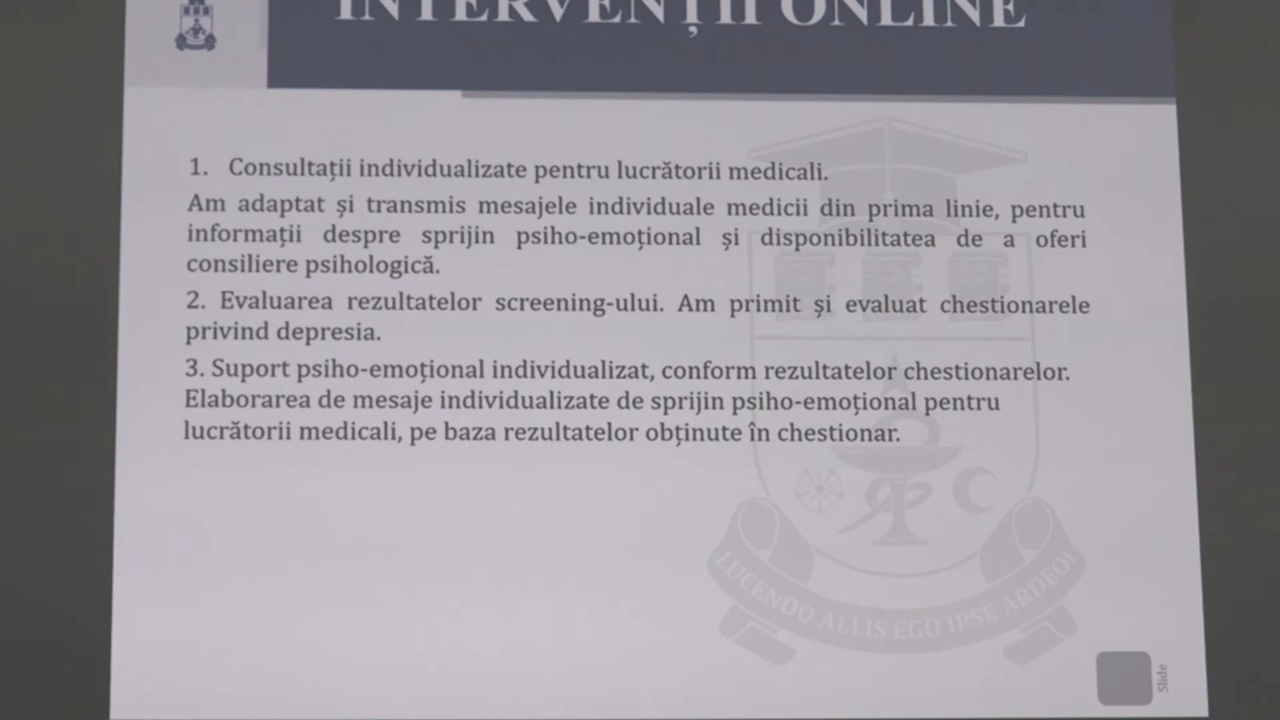 INTERVENȚII ONLINE
1. Consultații individualizate pentru lucrătorii medicali.
Am adaptat și transmis mesajele individuale medicii din prima linie, pentru
informații despre sprijin psiho-emoțional și disponibilitatea de a oferi
consiliere psihologică.
2. Evaluarea rezultatelor screening-ului. Am primit și evaluat chestionarele
privind depresia.
3. Suport psiho-emoțional individualizat, conform rezultatelor chestionarelor.
Elaborarea de mesaje individualizate de sprijin psiho-emoțional pentru
lucrătorii medicali, pe baza rezultatelor obținute în chestionar.
LUCENDO ALLIS EGO IPSE ARDEO!
Slide